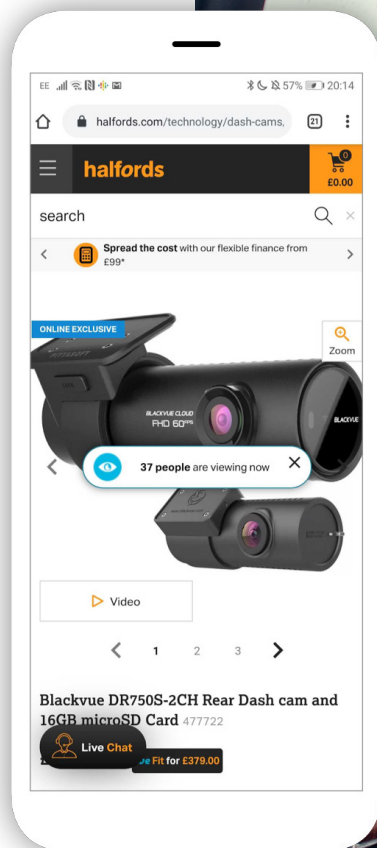 EE 57% 20:14
halfords.com/technology/dash-cams. 21
halfords 0
£0.00
search
Spread the cost with our flexible finance from
£99*
ONLINE EXCLUSIVE
Zoom
BLACKVUE CLOUD
FHD 60FPS
BLACKVUE
37 people are viewing now
Video
1 2 3
Blackvue DR750S-2CH Rear Dash cam and
16GB microSD Card 477722
Live Chat
Fit for £379.00